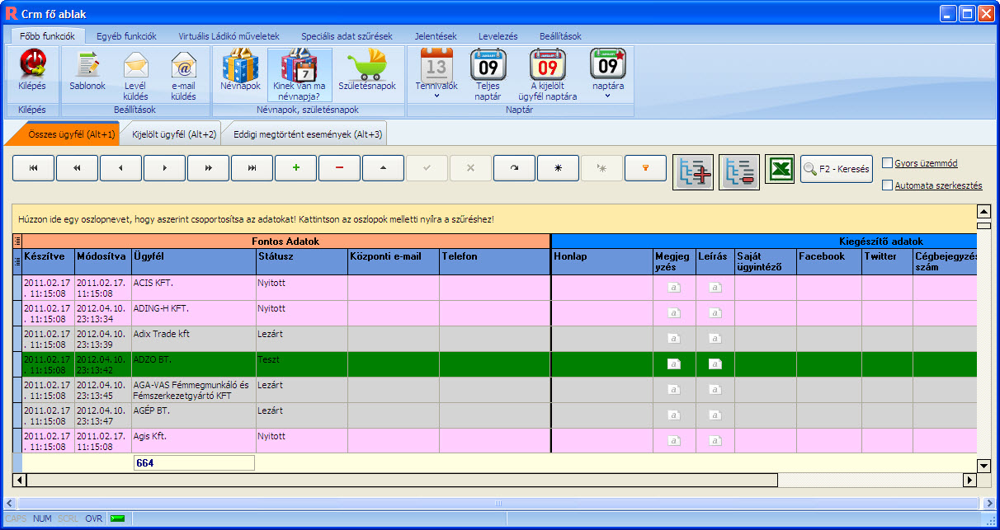 R Crm fő ablak
Főbb funkciók Egyéb funkciók Virtuális Ládikó műveletek Speciális adat szűrések Jelentések Levelezés Beállítások
JANUARY JANUARY JANUARY JANUARY
7 13 09 09 09
Kilépés Sablonok Levél küldés e-mail küldés Névnapok Kinek van ma névnapja? Születésnapok Tennivalók Teljes naptár A kijelölt ügyfél naptára naptára
Kilépés Beállítások Névnapok, születésnapok Naptár
Összes ügyfél (Alt+1) Kijelölt ügyfél (Alt+2) Eddigi megtörtént események (Alt+3)
F2 - Keresés
Gyors üzemmód
Automata szerkesztés
Húzzon ide egy oszlopnevet, hogy aszerint csoportosítsa az adatokat! Kattintson az oszlopok melletti nyílra a szűréshez!
Fontos Adatok Kiegészítő adatok
Készítve Módosítva Ügyfél Státusz Központi e-mail Telefon Honlap Megjeg Leírás Saját Facebook Twitter Cégbejegyzés
yzés ügyintéző szám
2011.02.17 2011.02.17. ACIS KFT. Nyitott
. 11:15:08 11:15:08
2011.02.17 2012.04.10. ADING-H KFT. Nyitott
. 11:15:08 23:13:34
2011.02.17 2012.04.10. Adix Trade kft Lezárt
. 11:15:08 23:13:39
2011.02.17 2012.04.10. ADZO BT. Teszt
. 11:15:08 23:13:42
2011.02.17 2012.04.10. AGA-VAS Fémmegmunkáló és Lezárt
. 11:15:08 23:13:45 Fémszerkezetgyártó KFT
2011.02.17 2012.04.10. AGÉP BT. Lezárt
. 11:15:08 23:13:47
2011.02.17 2011.02.17. Agis Kft. Nyitott
. 11:15:08 11:15:08
664
CAPS NUM SCRL OVR